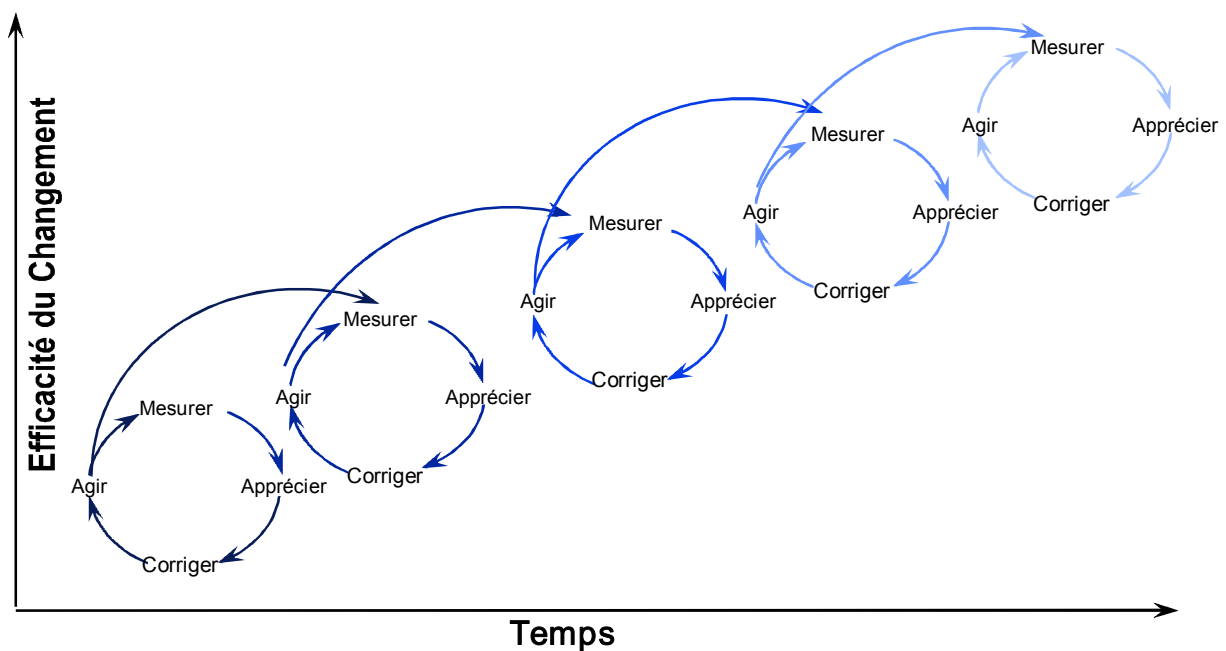 Efficacité du Changement
Mesurer
Agir
Apprécier
Corriger
Mesurer
Agir
Apprécier
Corriger
Mesurer
Agir
Apprécier
Corriger
Mesurer
Agir
Apprécier
Corriger
Mesurer
Agir
Apprécier
Corriger
Temps